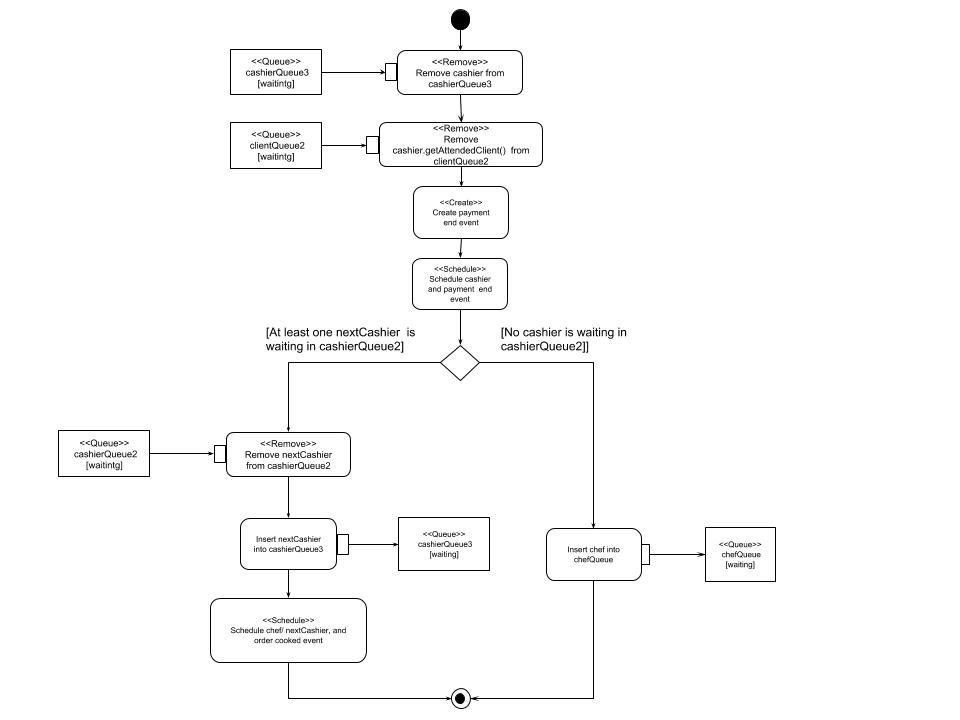 <<Queue>>
cashierQueue3
[waitintg]
<<Remove>>
Remove cashier from
cashierQueue3
<<Queue>>
clientQueue2
[waitintg]
<<Remove>>
Remove
cashier.getAttendedClient() from
clientQueue2
<<Create>>
Create payment
end event
<<Schedule>>
Schedule cashier
and payment end
event
[At least one nextCashier is
waiting in cashierQueue2]
[No cashier is waiting in
cashierQueue2]]
<<Queue>>
cashierQueue2
[waitintg]
<<Remove>>
Remove nextCashier
from cashierQueue2
Insert nextCashier
into cashierQueue3
<<Queue>>
cashierQueue3
[waiting]
Insert chef into
chefQueue
<<Queue>>
chefQueue
[waiting]
<<Schedule>>
Schedule chef/ nextCashier, and
order cooked event